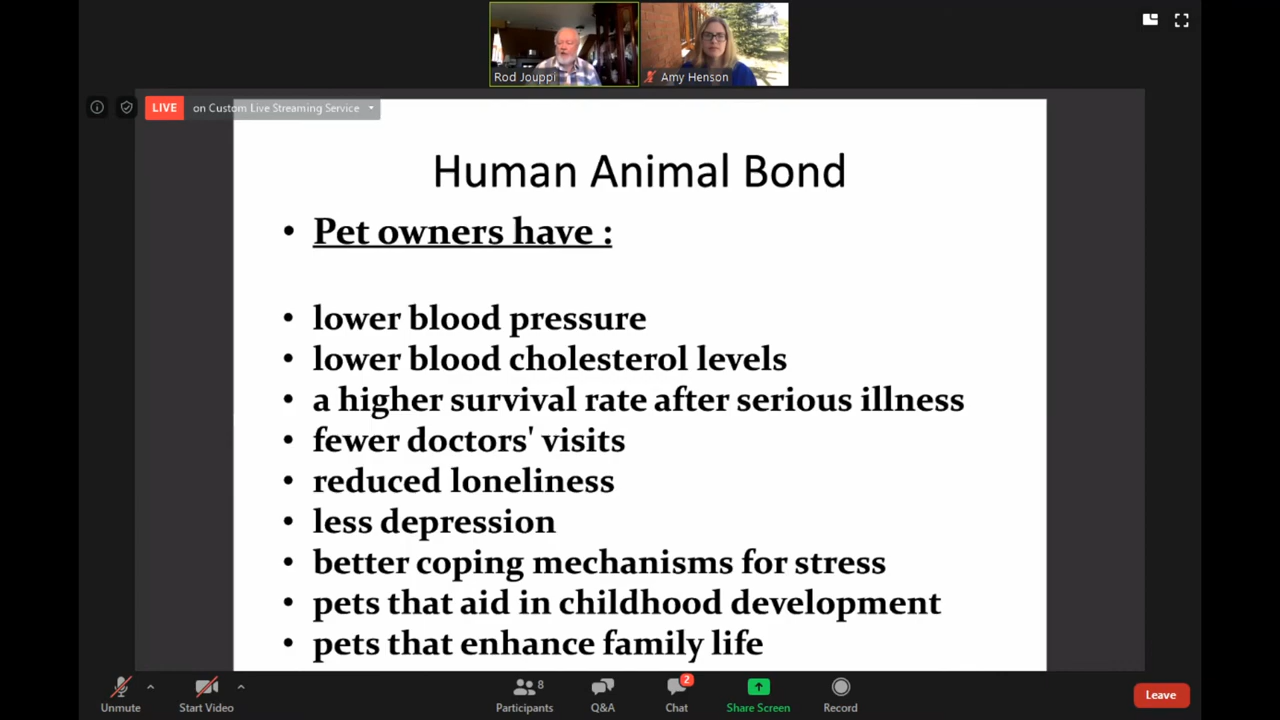 Rod Jouppi
Amy Henson
LIVE on Custom Live Streaming Service
Human Animal Bond
• Pet owners have :
• lower blood pressure
• lower blood cholesterol levels
• a higher survival rate after serious illness
• fewer doctors' visits
• reduced loneliness
• less depression
• better coping mechanisms for stress
• pets that aid in childhood development
• pets that enhance family life
8
2
Unmute
Start Video
Participants
Q&A
Chat
Share Screen
Record
Leave